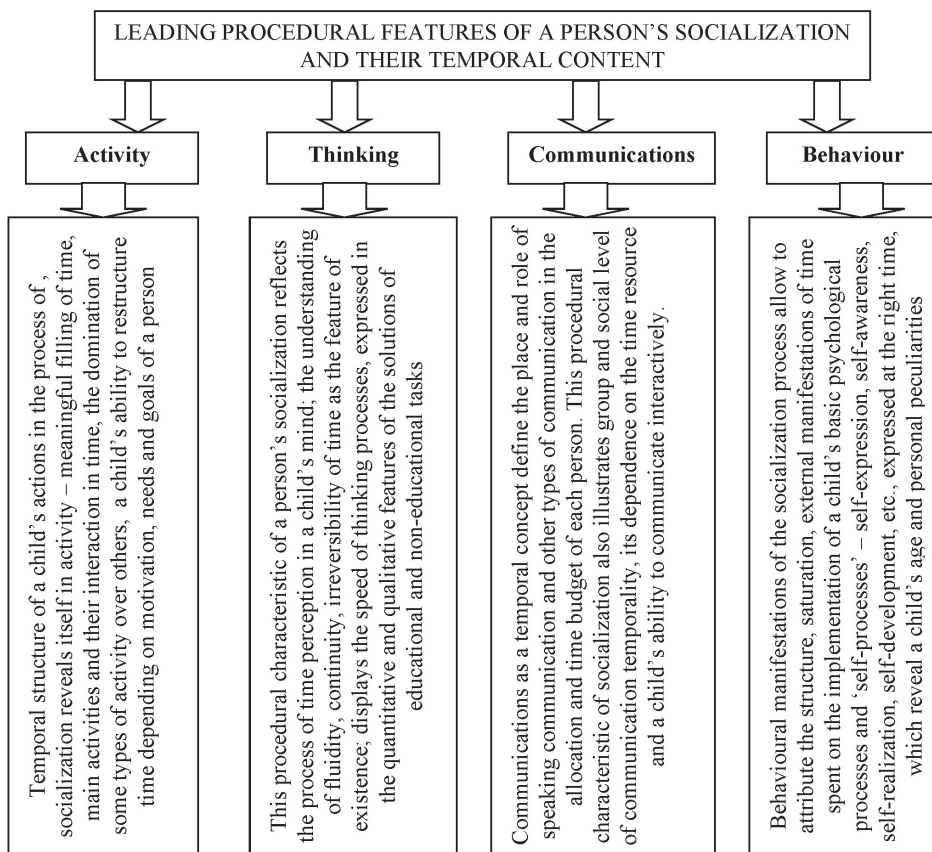 LEADING PROCEDURAL FEATURES OF A PERSON’S SOCIALIZATION
AND THEIR TEMPORAL CONTENT
Activity
Thinking
Communications
Behaviour
Temporal structure of a child’s actions in the process of ,
socialization reveals itself in activity – meaningful filling of time,
main activities and their interaction in time, the domination of
some types of activity over others, a child’s ability to restructure
time depending on motivation, needs and goals of a person
This procedural characteristic of a person’s socialization reflects
the process of time perception in a child’s mind; the understanding
of fluidity, continuity, irreversibility of time as the feature of
existence; displays the speed of thinking processes, expressed in
the quantitative and qualitative features of the solutions of
educational and non-educational tasks
Communications as a temporal concept define the place and role of
speaking communication and other types of communication in the
allocation and time budget of each person. This procedural
characteristic of socialization also illustrates group and social level
of communication temporality, its dependence on the time resource
and a child’s ability to communicate interactively.
Behavioural manifestations of the socialization process allow to
attribute the structure, saturation, external manifestations of time
spent on the implementation of a child’s basic psychological
processes and ‘self-processes’ – self-expression, self-awareness,
self-realization, self-development, etc., expressed at the right time,
which reveal a child’s age and personal peculiarities